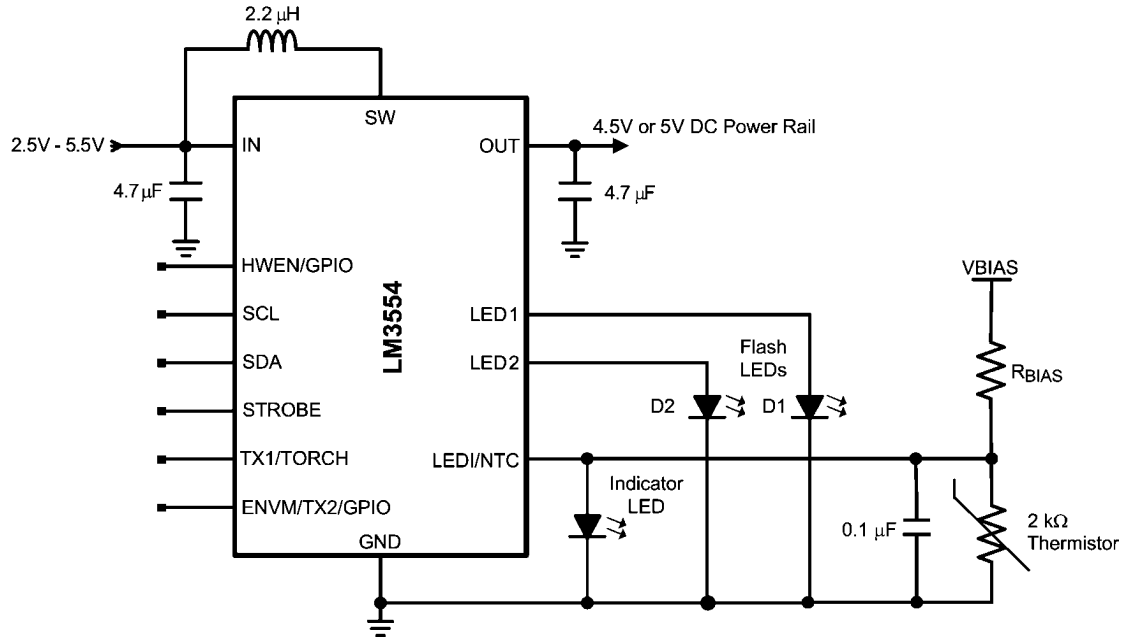 2.2 μH
SW
2.5V - 5.5V
IN
OUT
4.5V or 5V DC Power Rail
4.7 μF
4.7 μF
HWEN/GPIO
SCL
SDA
STROBE
TX1/TORCH
ENVM/TX2/GPIO
LM3554
LED1
LED2
LEDI/NTC
GND
Flash
LEDs
D2
D1
Indicator
LED
VBIAS
RBIAS
0.1 μF
2 kΩ
Thermistor